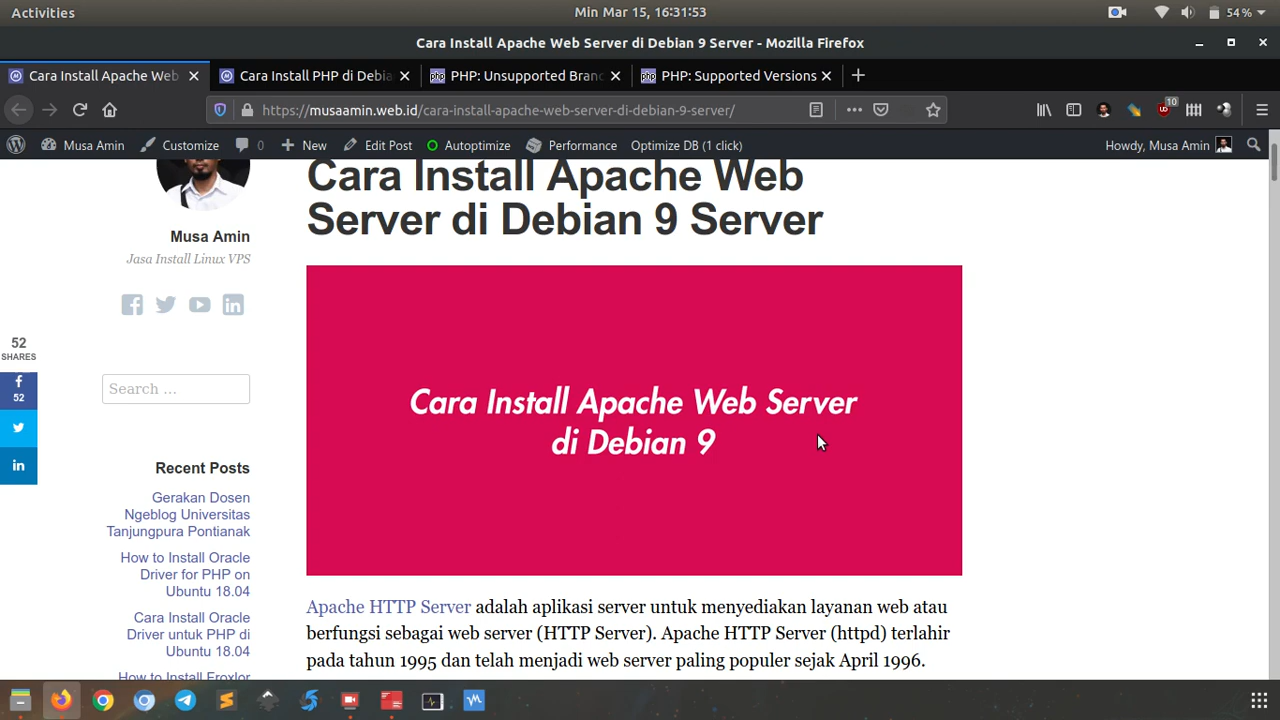 Activities
Min Mar 15, 16:31:53
54 %
Cara Install Apache Web Server di Debian 9 Server - Mozilla Firefox
Cara Install Apache Web
Cara Install PHP di Debia
PHP: Unsupported Branc
PHP: Supported Versions
https://musaamin.web.id/cara-install-apache-web-server-di-debian-9-server/
10
Musa Amin
Customize
0
New
Edit Post
Autoptimize
Performance
Optimize DB (1 click)
Howdy, Musa Amin
Cara Install Apache Web
Server di Debian 9 Server
Musa Amin
Jasa Install Linux VPS
52
SHARES
52
Search …
Recent Posts
Gerakan Dosen
Ngeblog Universitas
Tanjungpura Pontianak
How to Install Oracle
Driver for PHP on
Ubuntu 18.04
Cara Install Oracle
Driver untuk PHP di
Ubuntu 18.04
How to Install Froxlor
Cara Install Apache Web Server
di Debian 9
Apache HTTP Server adalah aplikasi server untuk menyediakan layanan web atau
berfungsi sebagai web server (HTTP Server). Apache HTTP Server (httpd) terlahir
pada tahun 1995 dan telah menjadi web server paling populer sejak April 1996.